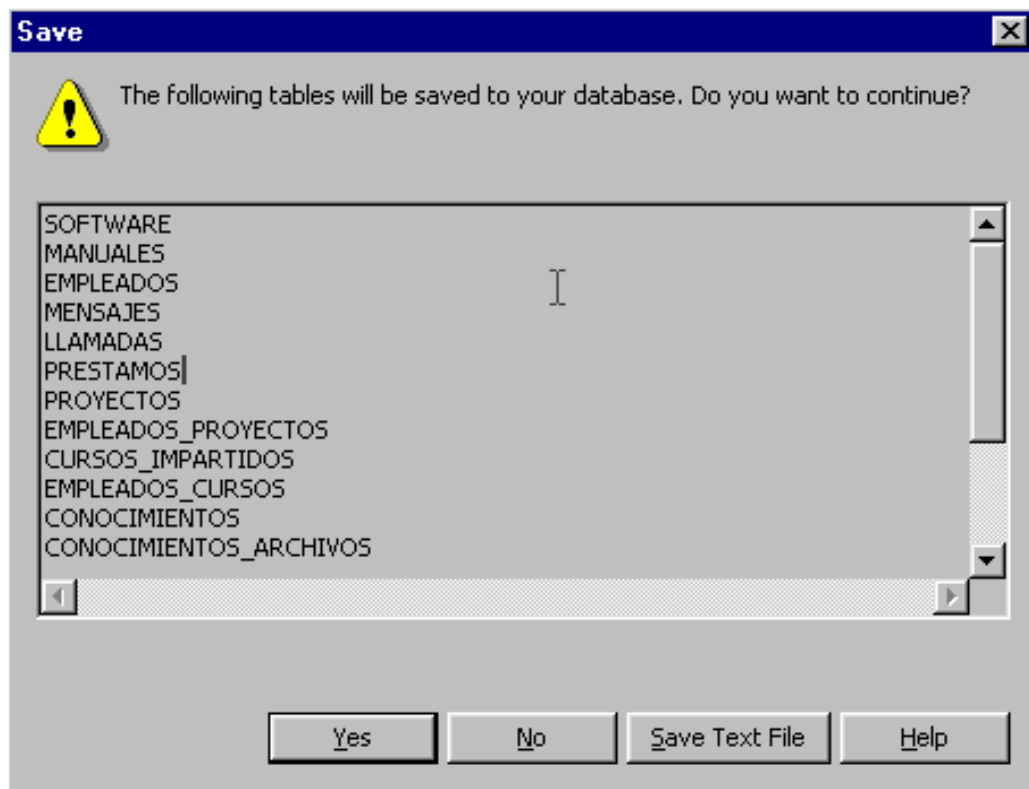 Save
The following tables will be saved to your database. Do you want to continue?
SOFTWARE
MANUALES
EMPLEADOS
MENSAJES
LLAMADAS
PRESTAMOS
PROYECTOS
EMPLEADOS_PROYECTOS
CURSOS_IMPARTIDOS
EMPLEADOS_CURSOS
CONOCIMIENTOS
CONOCIMIENTOS_ARCHIVOS
Yes No Save Text File Help